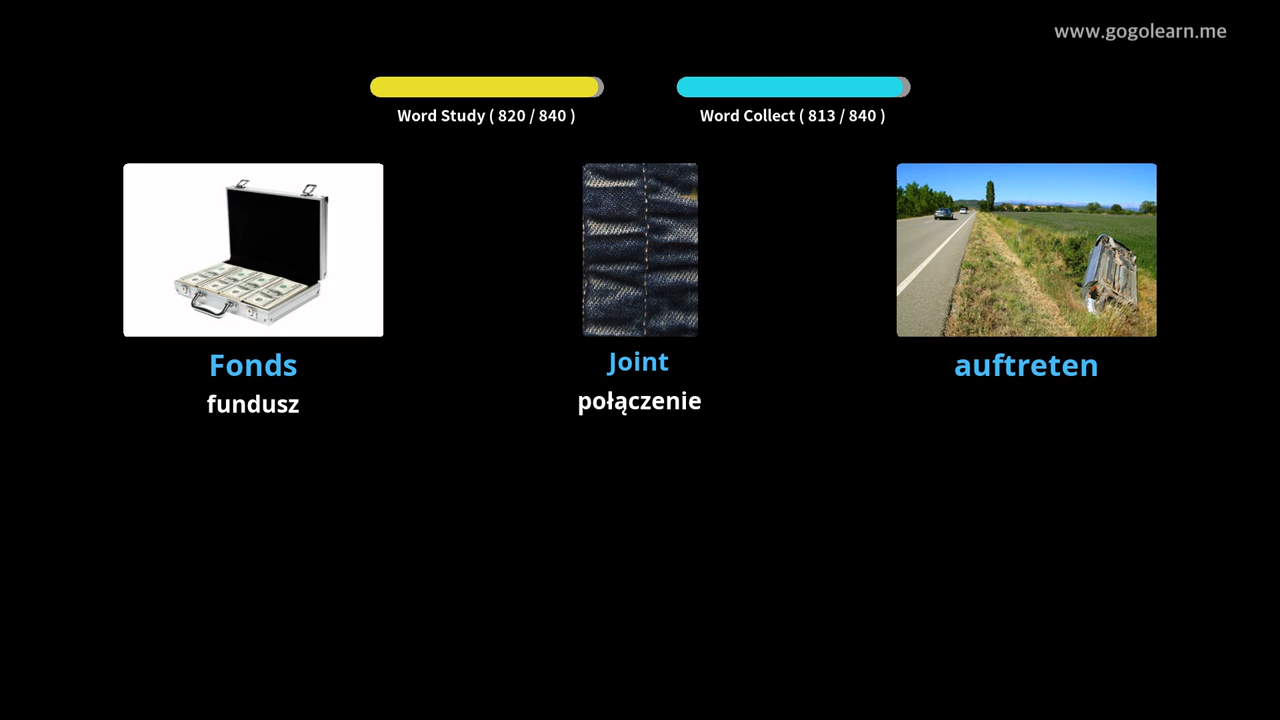 www.gogolearn.me
Word Study ( 820 / 840 )
Word Collect ( 813 / 840 )
Fonds
fundusz
Joint
połączenie
auftreten